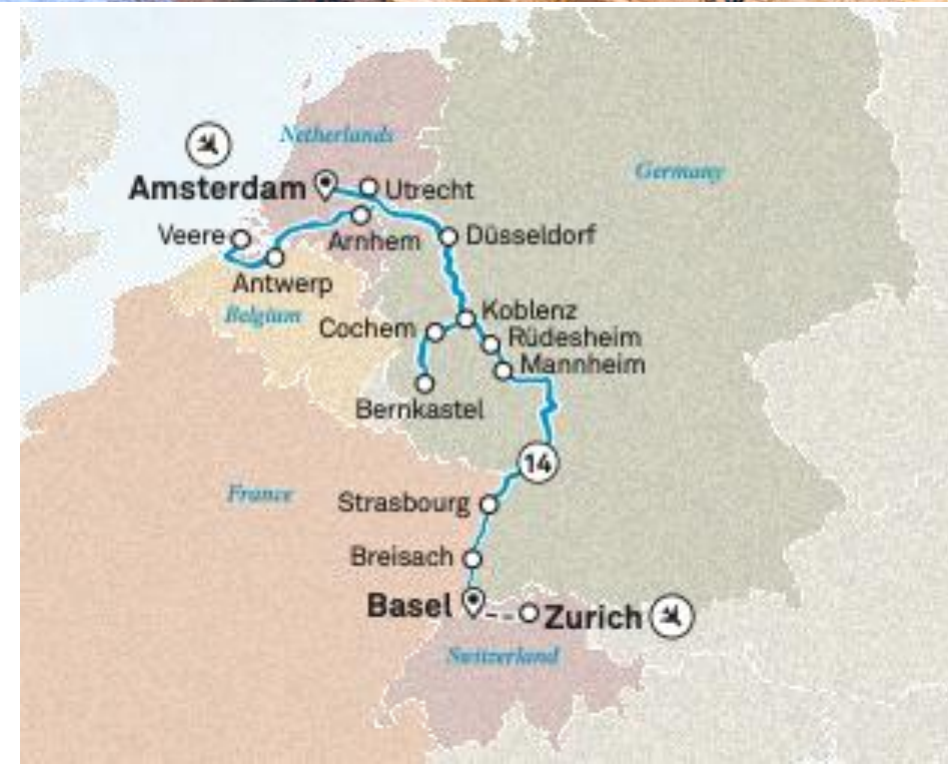 Netherlands
Germany
Amsterdam
Utrecht
Veere
Arnhem
Düsseldorf
Antwerp
Belgium
Koblenz
Cochem
Rüdesheim
Mannheim
Bernkastel
14
France
Strasbourg
Breisach
Basel
Zurich
Switzerland